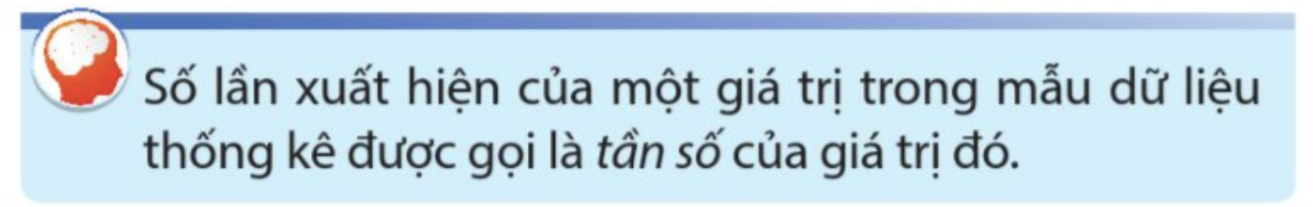 Số lần xuất hiện của một giá trị trong mẫu dữ liệu
thống kê được gọi là tần số của giá trị đó.